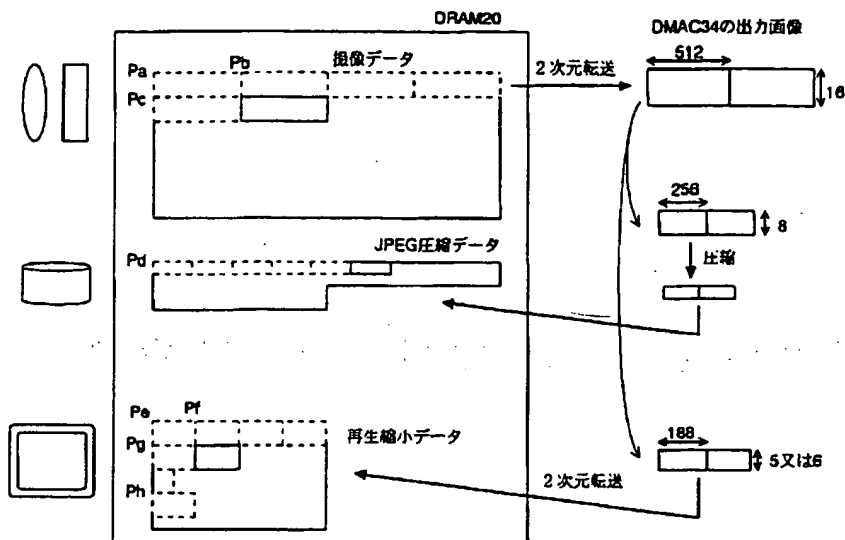 DRAM20
DMAC34の出力画像
Pa
Pb
撮像データ
2次元転送
512
16
Pc
256
8
JPEG圧縮データ
圧縮
Pd
Pe
Pf
188
再生縮小データ
Pg
5又は6
2次元転送
Ph